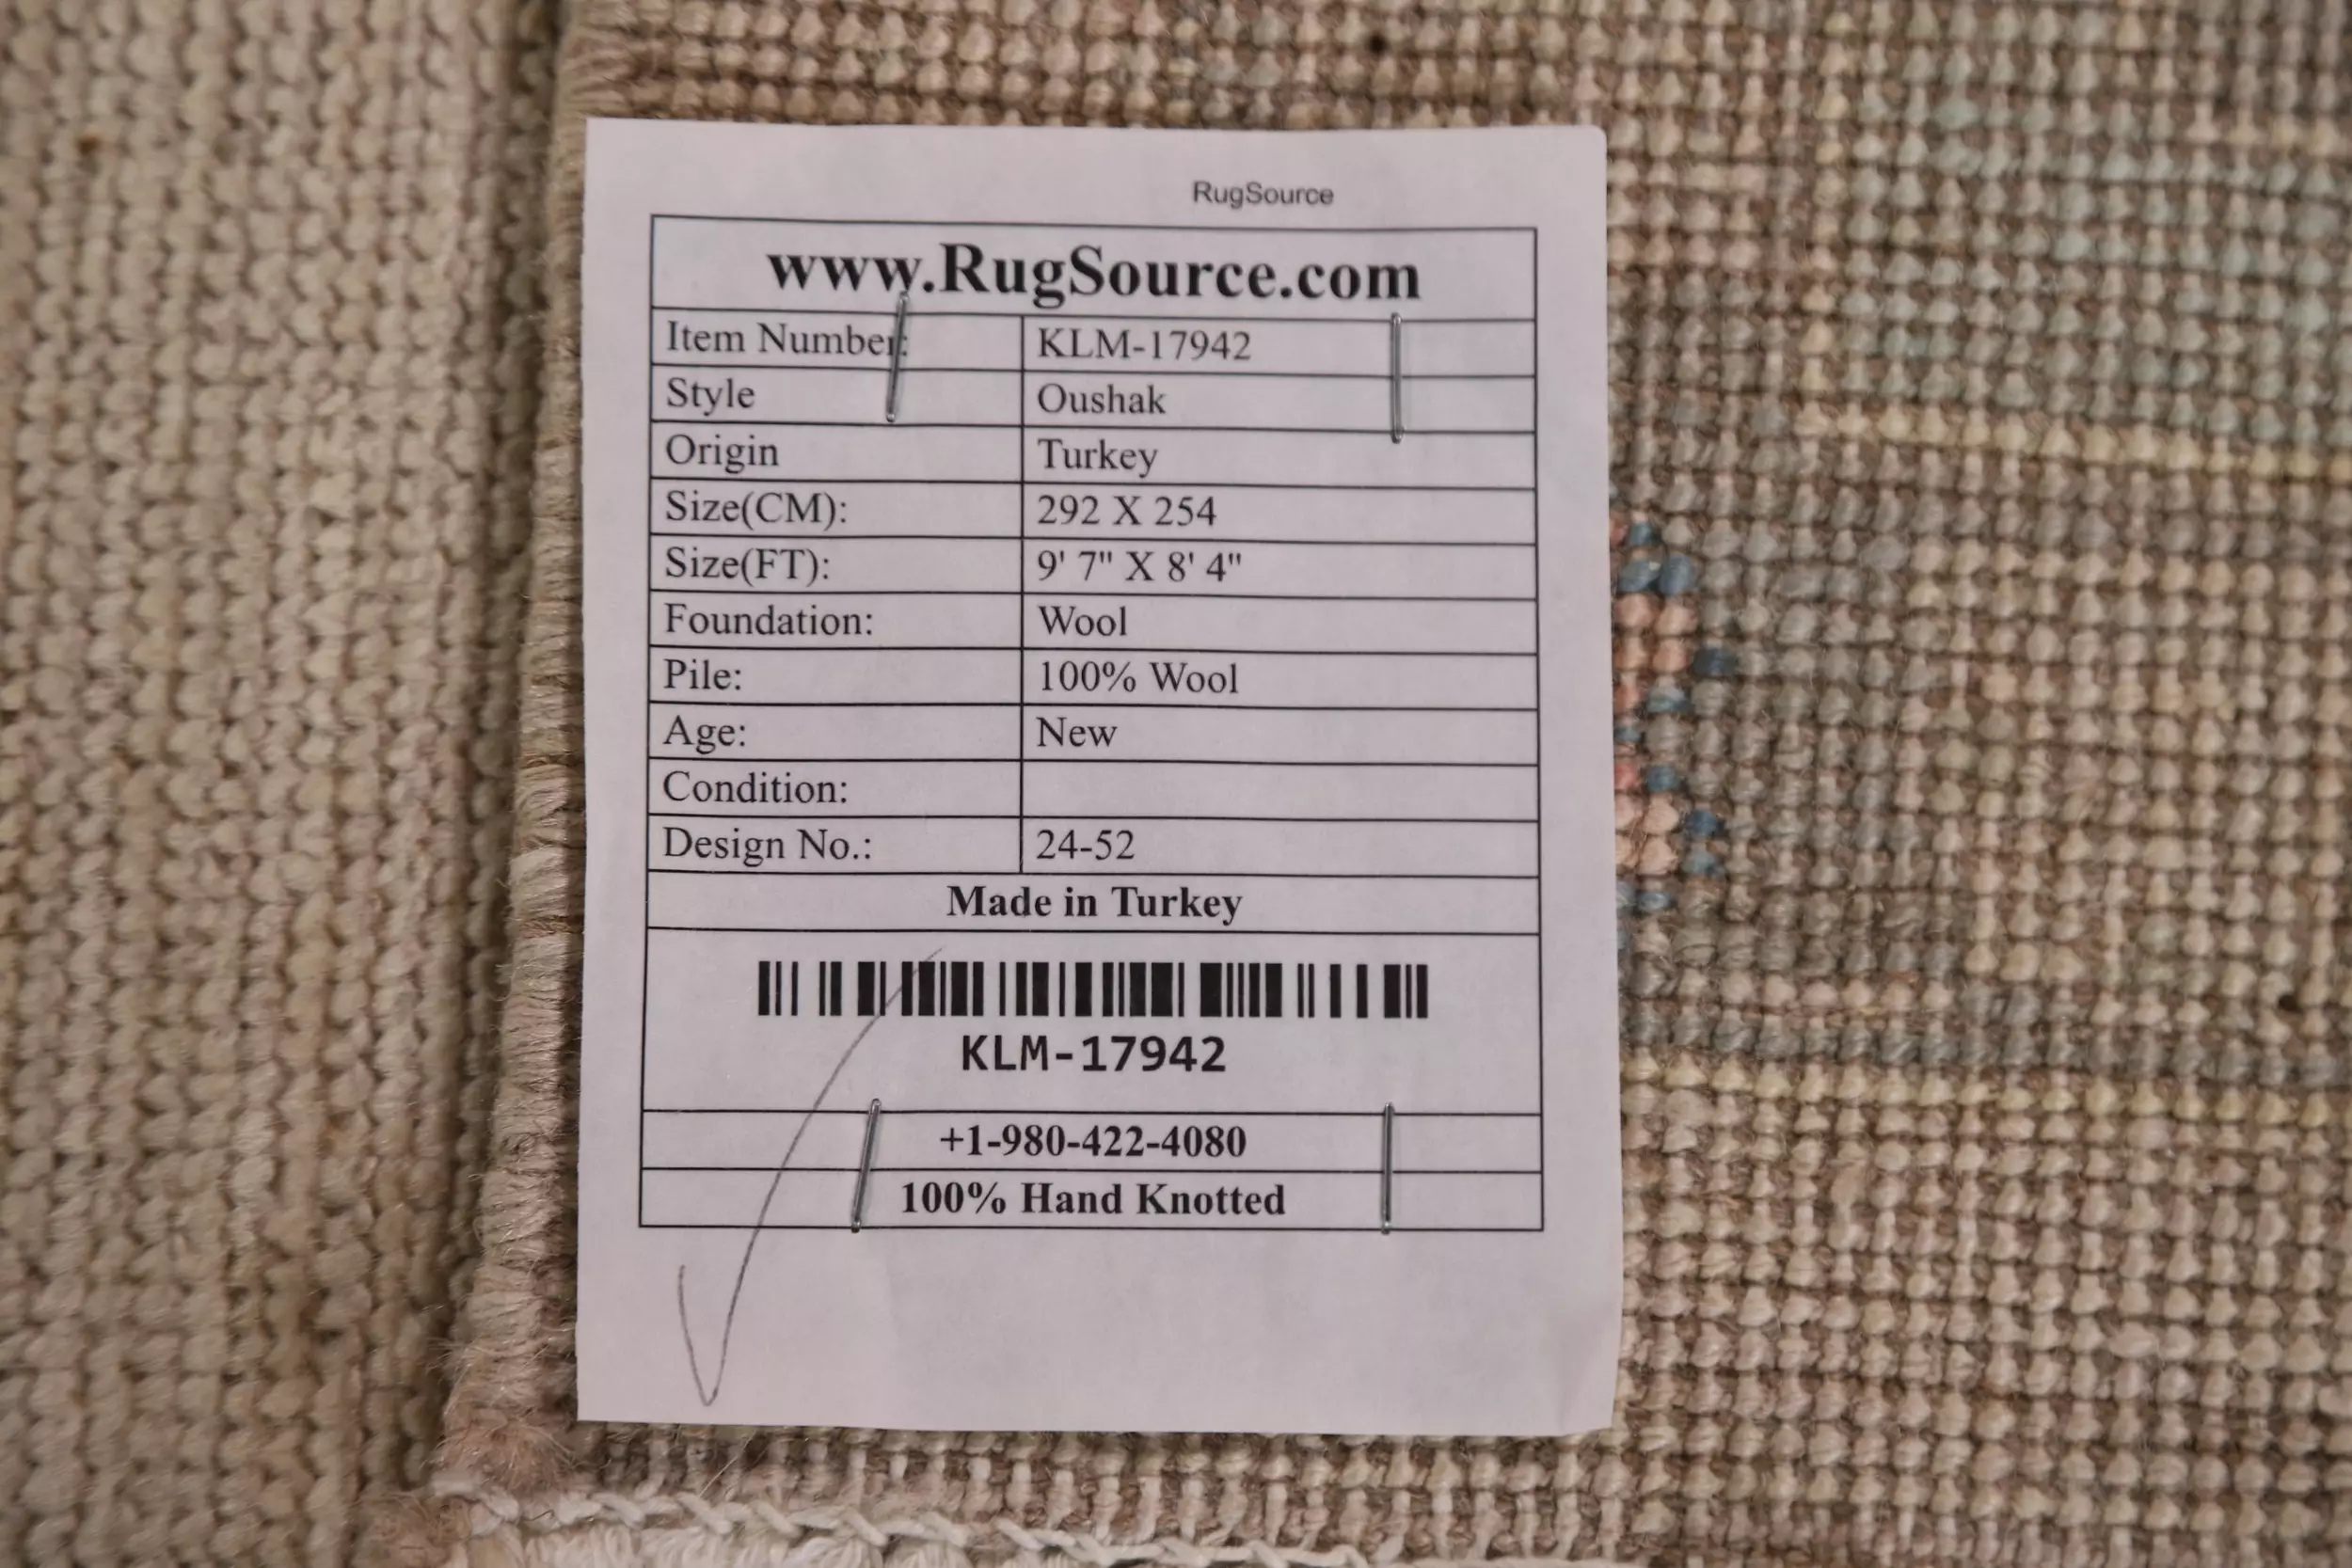 RugSource
www.RugSource.com
Item Number: KLM-17942
Style Oushak
Origin Turkey
Size(CM): 292 X 254
Size(FT): 9' 7" X 8' 4"
Foundation: Wool
Pile: 100% Wool
Age: New
Condition:
Design No.: 24-52
Made in Turkey
KLM-17942
+1-980-422-4080
100% Hand Knotted